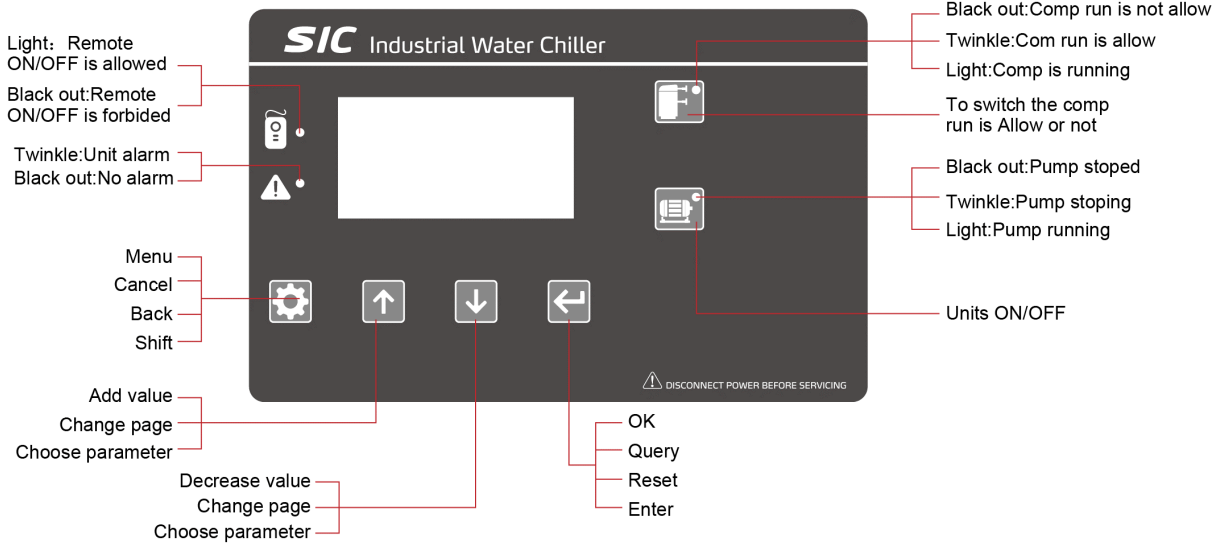 SIC Industrial Water Chiller
Light: Remote
ON/OFF is allowed
Black out:Remote
ON/OFF is forbided
Twinkle:Unit alarm
Black out:No alarm
Menu
Cancel
Back
Shift
Add value
Change page
Choose parameter
Decrease value
Change page
Choose parameter
OK
Query
Reset
Enter
Black out:Comp run is not allow
Twinkle:Com run is allow
Light:Comp is running
To switch the comp
run is Allow or not
Black out:Pump stoped
Twinkle:Pump stoping
Light:Pump running
Units ON/OFF
DISCONNECT POWER BEFORE SERVICING